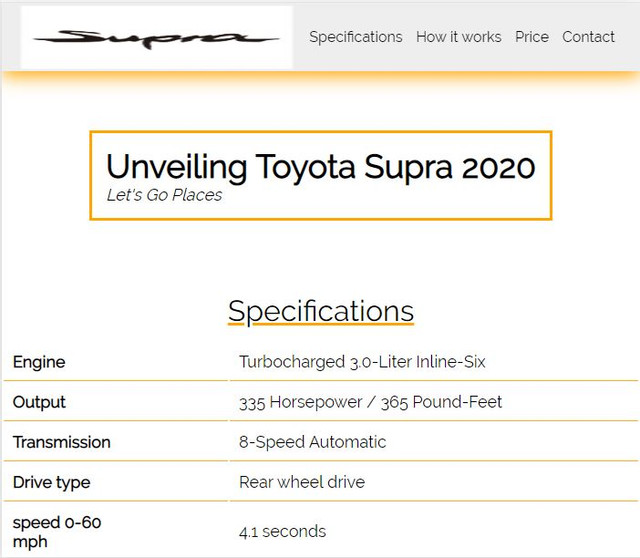 Supra
Specifications How it works Price Contact
Unveiling Toyota Supra 2020
Let's Go Places
Specifications
Engine Turbocharged 3.0-Liter Inline-Six
Output 335 Horsepower / 365 Pound-Feet
Transmission 8-Speed Automatic
Drive type Rear wheel drive
speed 0-60
mph 4.1 seconds